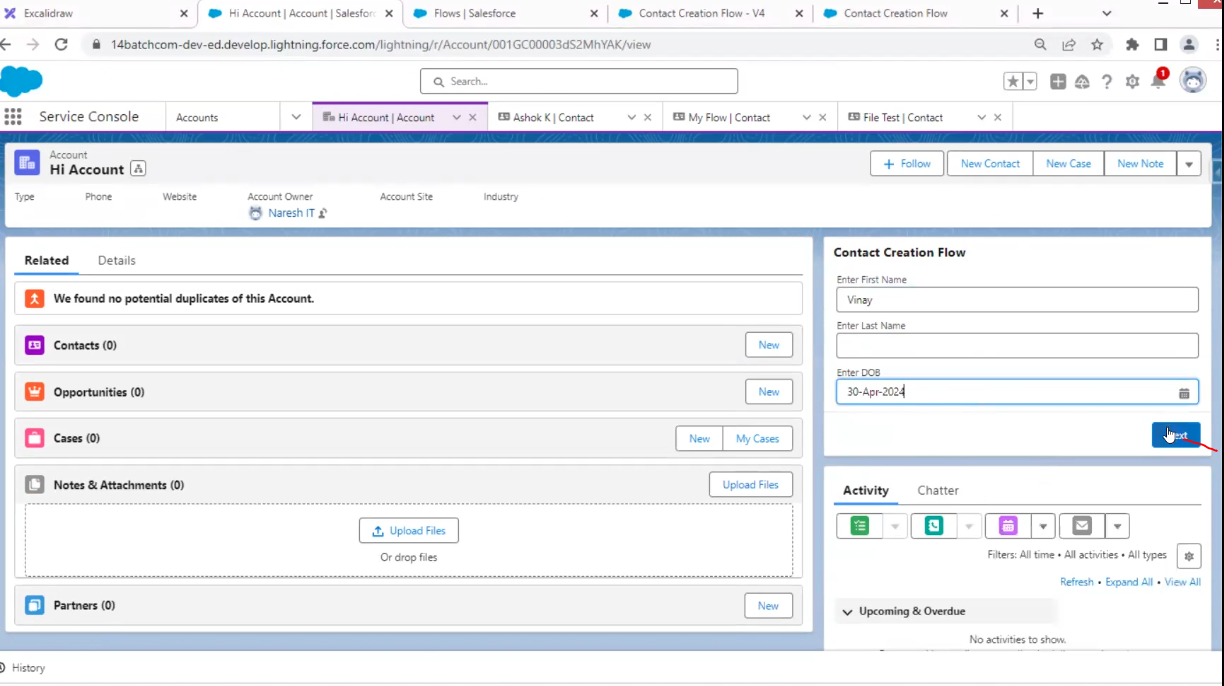 Excalidraw
Hi Account | Account | Salesforc
Flows | Salesforce
Contact Creation Flow - V4
Contact Creation Flow
14batchcom-dev-ed.develop.lightning.force.com/lightning/r/Account/001GC00003dS2MhYAK/view
Search...
1
Service Console
Accounts
Hi Account | Account
Ashok K | Contact
My Flow | Contact
File Test | Contact
Account
Hi Account
Follow
New Contact
New Case
New Note
Type
Phone
Website
Account Owner
Account Site
Industry
Naresh IT
Related
Details
We found no potential duplicates of this Account.
Contacts (0)
New
Opportunities (0)
New
Cases (0)
New
My Cases
Notes & Attachments (0)
Upload Files
Upload Files
Or drop files
Partners (0)
New
Contact Creation Flow
Enter First Name
Vinay
Enter Last Name
Enter DOB
30-Apr-2024
Activity
Chatter
Filters: All time • All activities • All types
Refresh • Expand All • View All
Upcoming & Overdue
No activities to show.
History